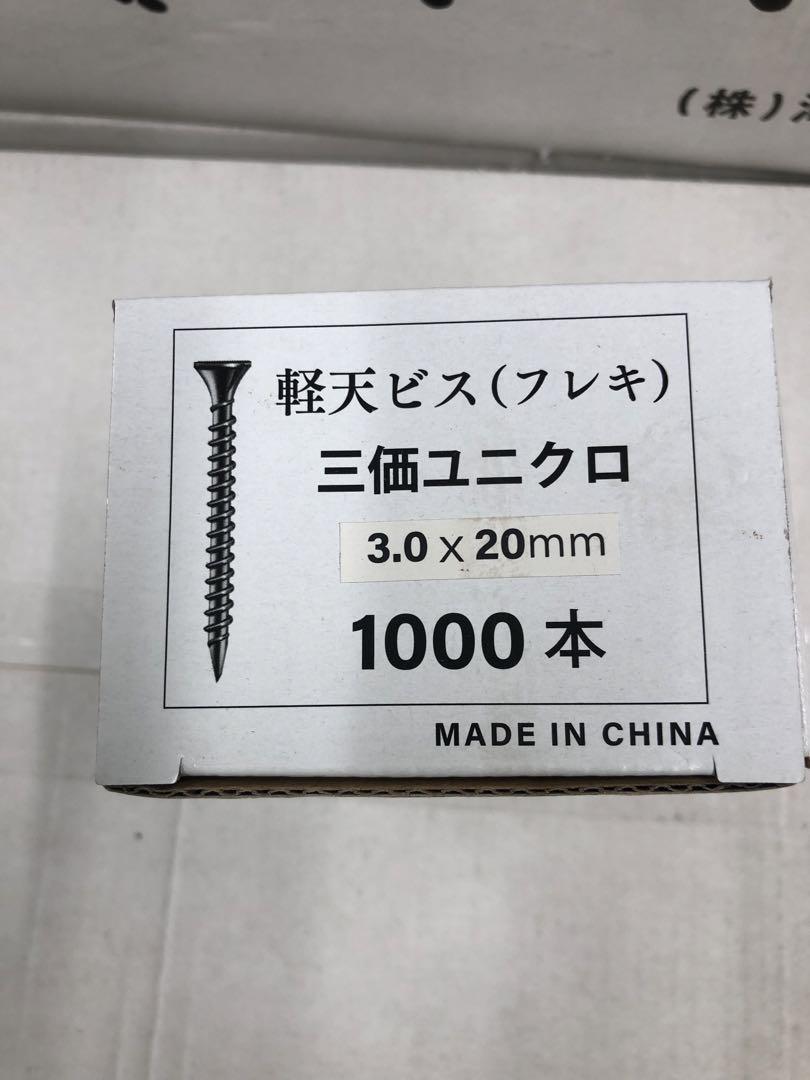 (株)
軽天ビス(フレキ)
三価ユニクロ
3.0 x 20mm
1000 本
MADE IN CHINA